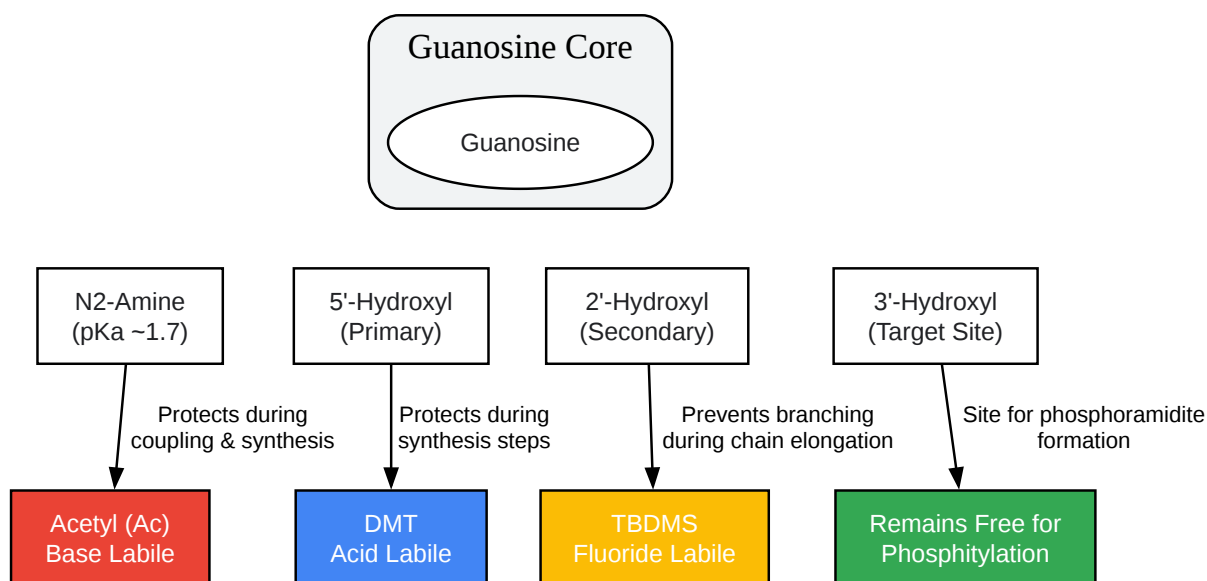 Guanosine Core
Guanosine
N2-Amine
(pKa ~1.7)
5'-Hydroxyl
(Primary)
2'-Hydroxyl
(Secondary)
3'-Hydroxyl
(Target Site)
Protects during
coupling & synthesis
Protects during
synthesis steps
Prevents branching
during chain elongation
Site for phosphoramidite
formation
Acetyl (Ac)
Base Labile
DMT
Acid Labile
TBDMS
Fluoride Labile
Remains Free for
Phosphitylation